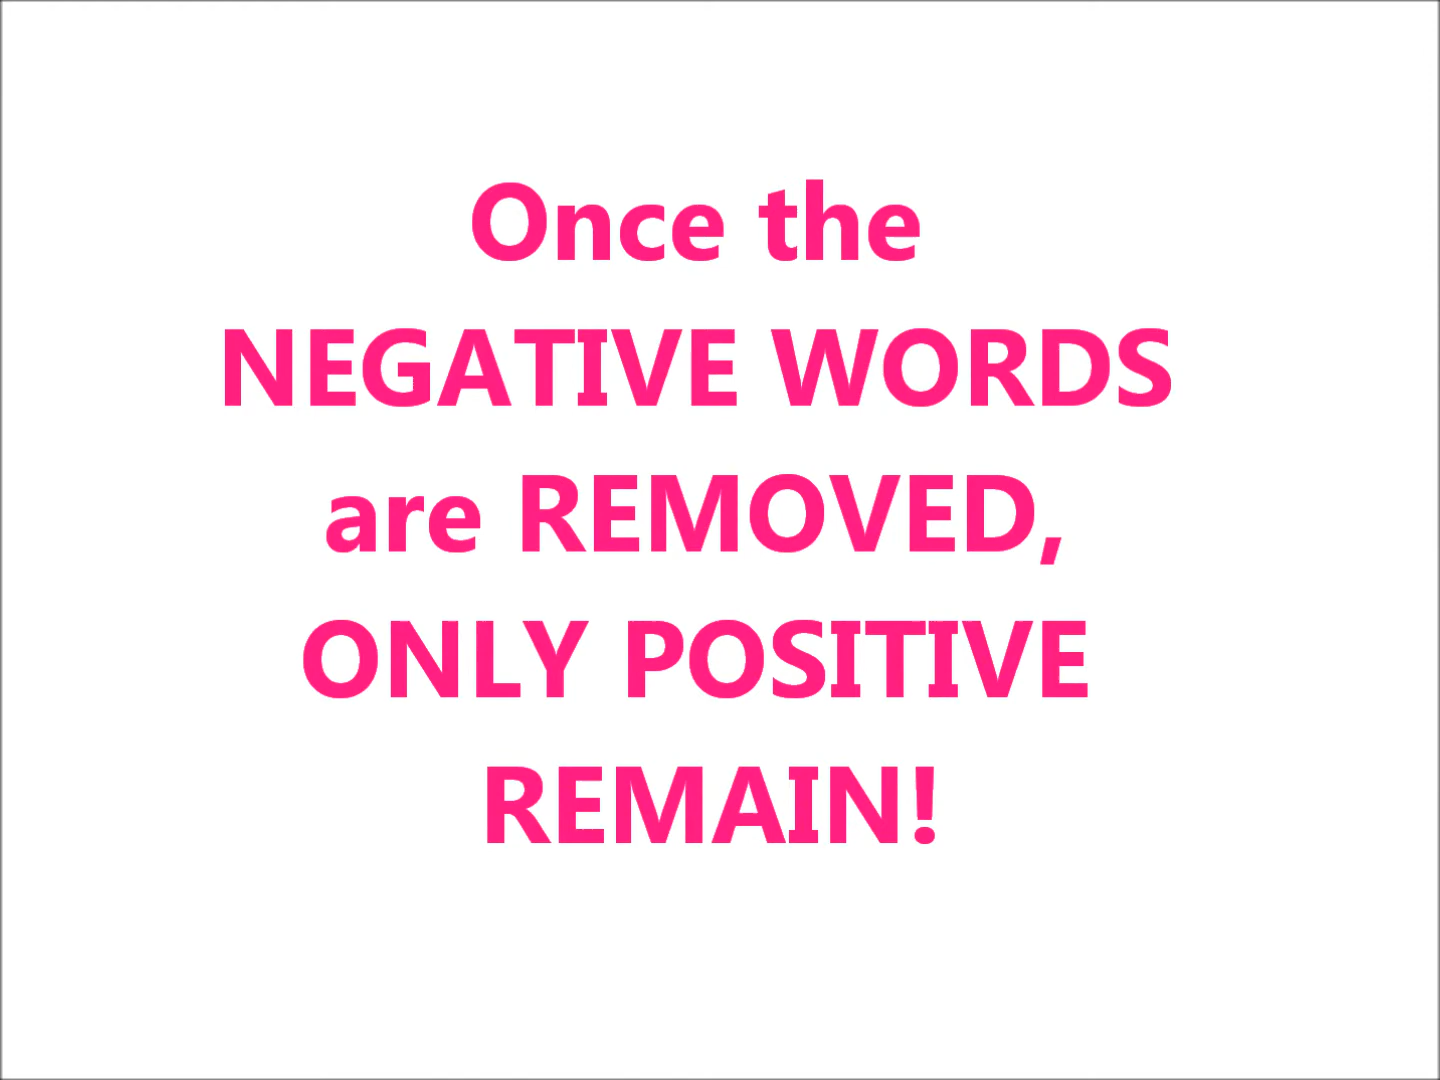 Once the
NEGATIVE WORDS
are REMOVED,
ONLY POSITIVE
REMAIN!